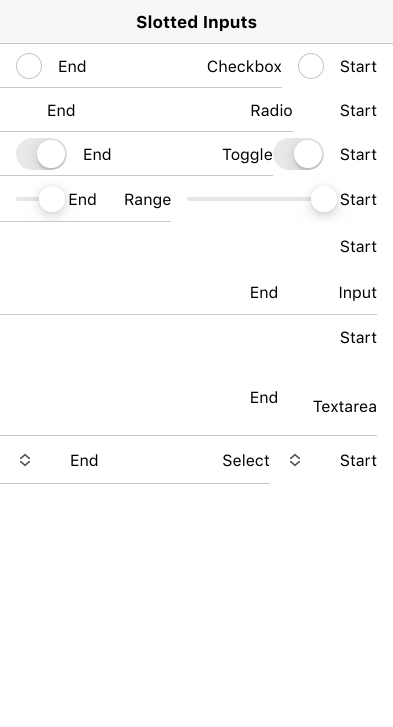 Slotted Inputs
End Checkbox Start
End Radio Start
End Toggle Start
End Range Start
Start
End Input
Start
End Textarea
End Select Start